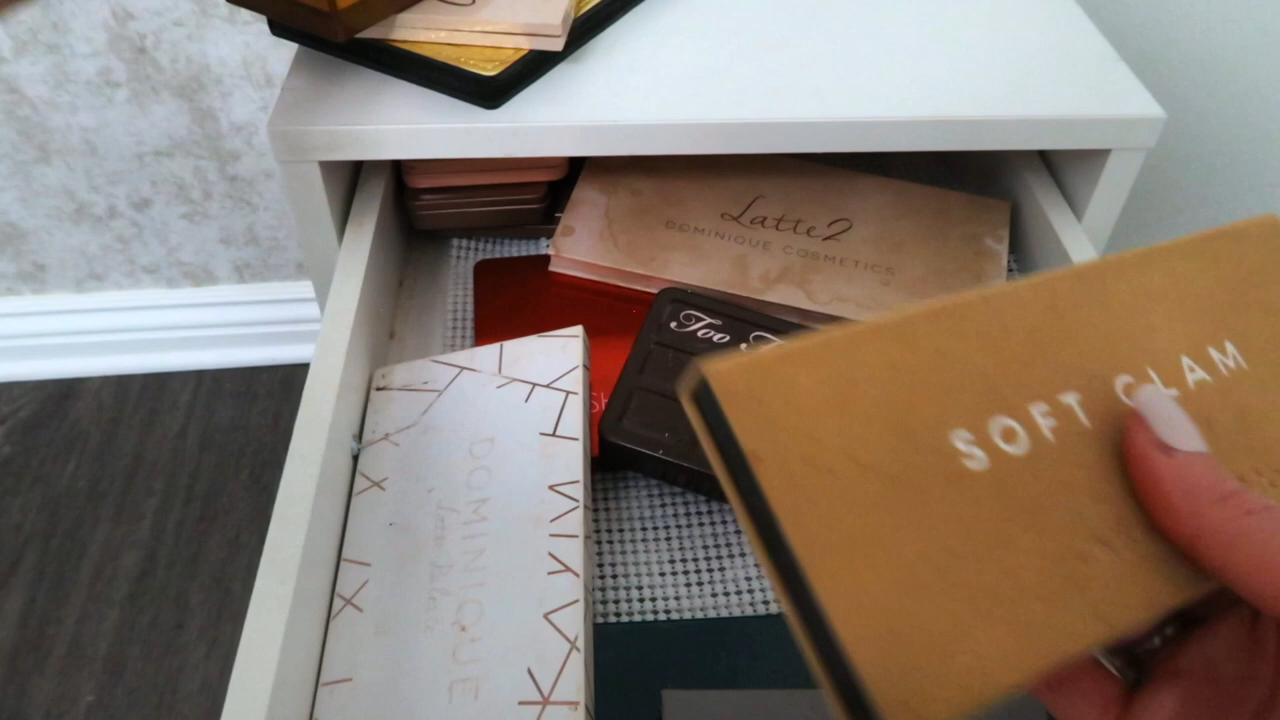 Latte2
DOMINIQUE COSMETICS
Too
SOFT GLAM
DOMINIQUE